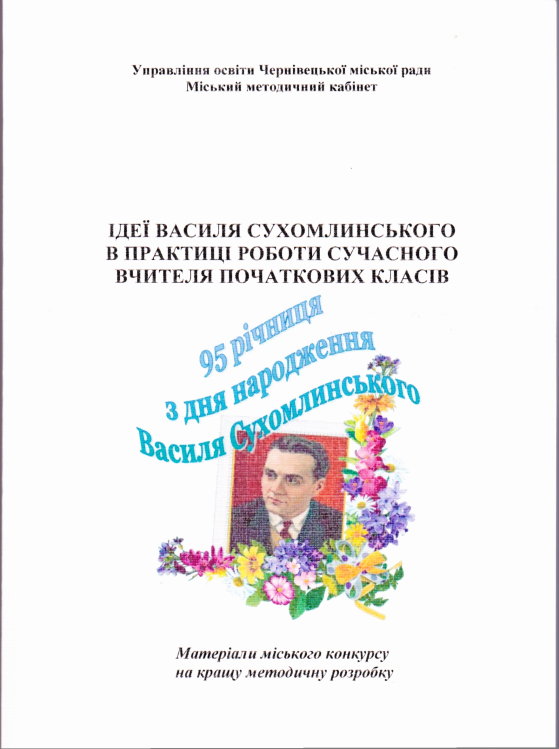 Управління освіти Чернівецької міської ради
Міський методичний кабінет
ІДЕЇ ВАСИЛЯ СУХОМЛИНСЬКОГО
В ПРАКТИЦІ РОБОТИ СУЧАСНОГО
ВЧИТЕЛЯ ПОЧАТКОВИХ КЛАСІВ
95 річниця
з дня народження
Василя Сухомлинського
Матеріали міського конкурсу
на кращу методичну розробку